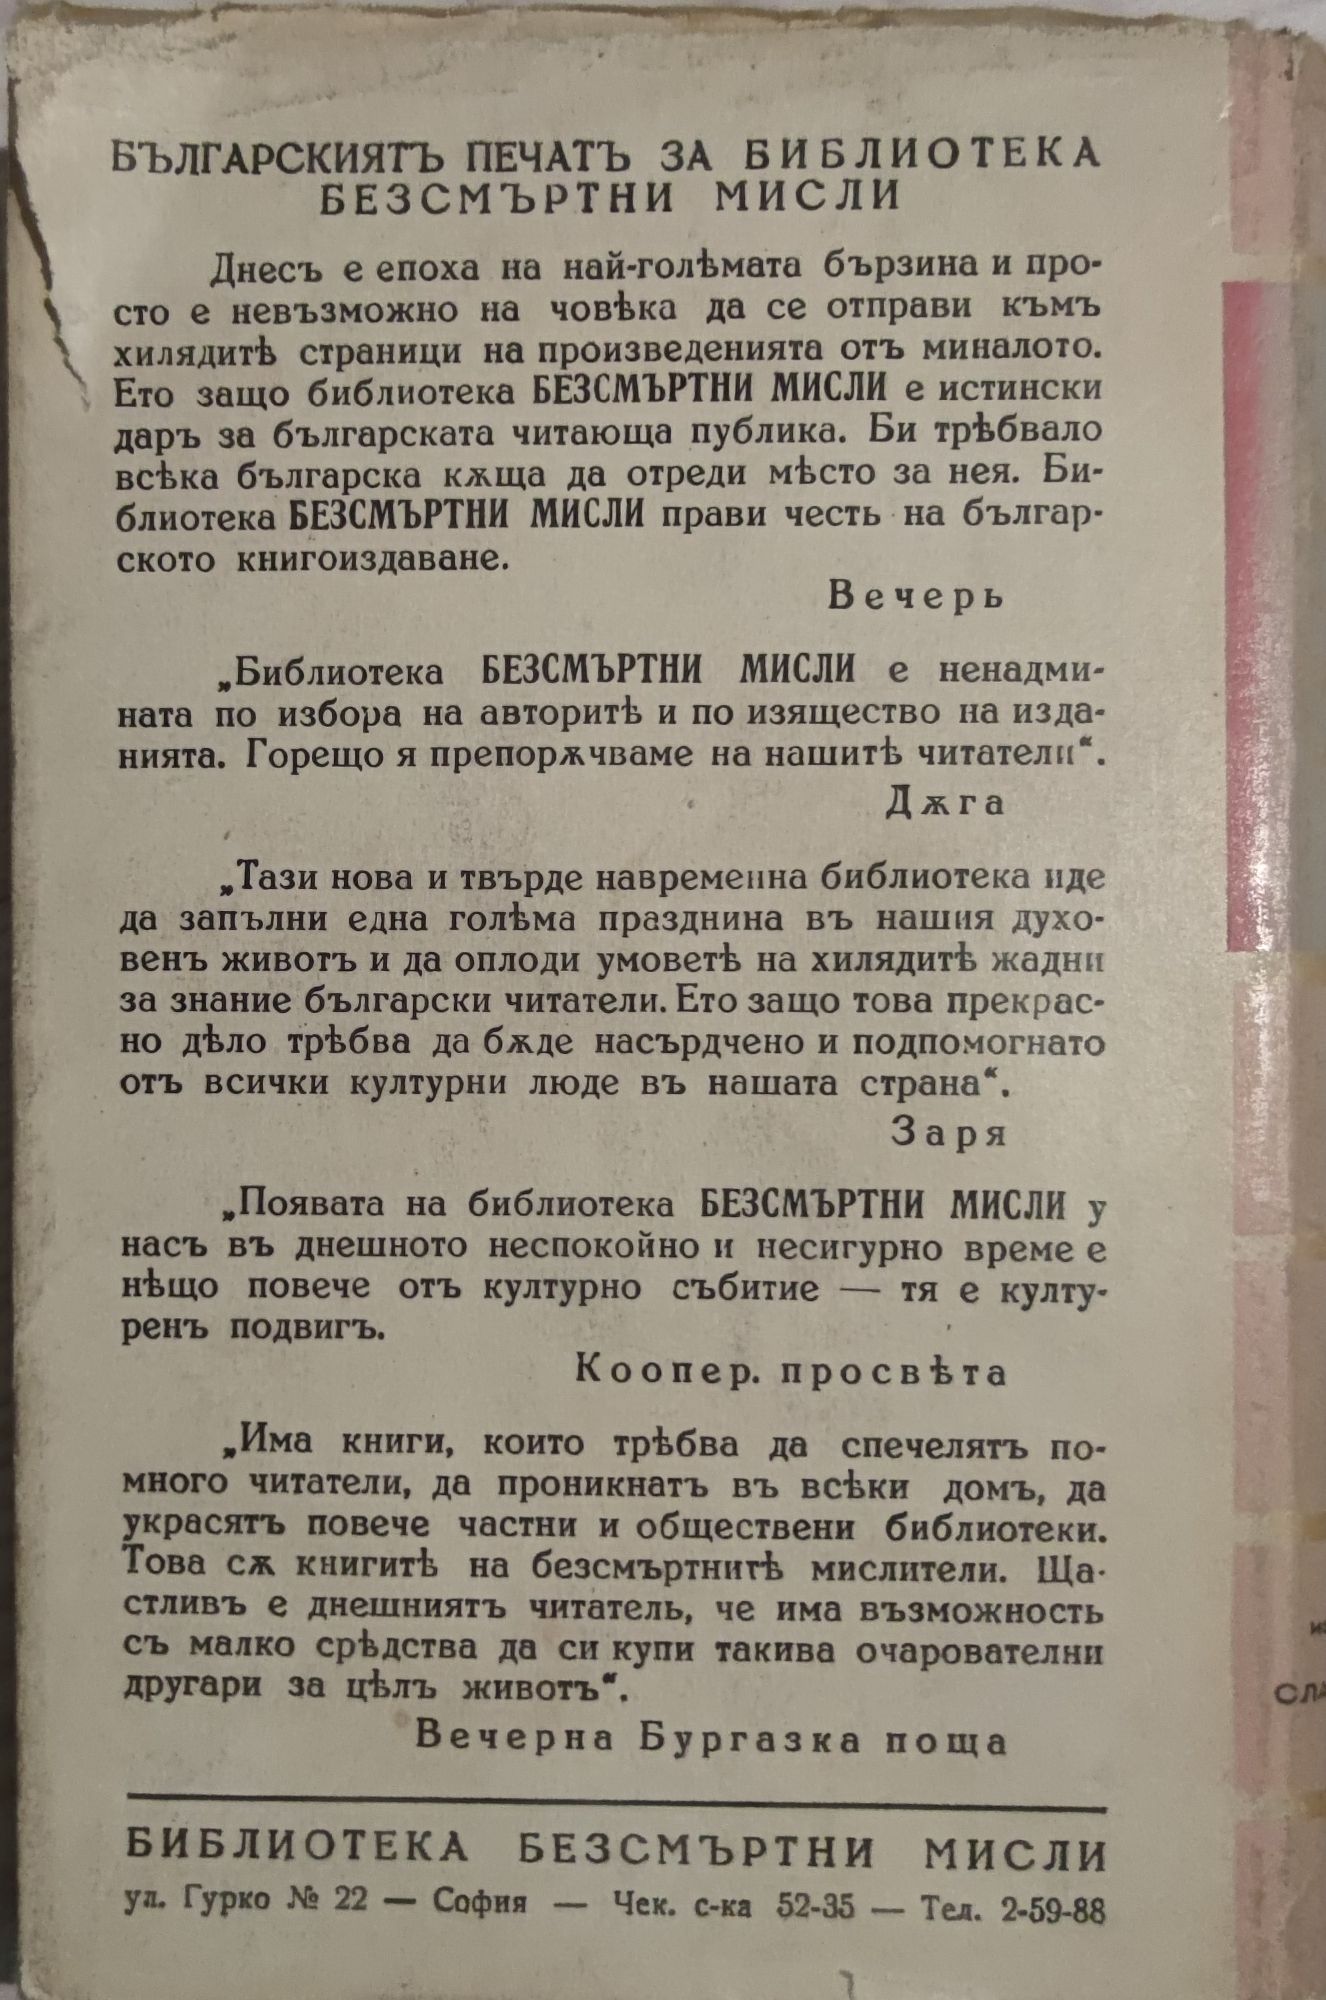 БЪЛГАРСКИЯТЪ ПЕЧАТЪ ЗА БИБЛИОТЕКА
БЕЗСМЪРТНИ МИСЛИ
Днесъ е епоха на най-голѣмата бързина и про-
сто е невъзможно на човѣка да се отправи къмъ
хилядитѣ страници на произведенията отъ миналото.
Ето защо библиотека БЕЗСМЪРТНИ МИСЛИ е истински
даръ за българската читающа публика. Би трѣбвало
всѣка българска кѫща да отреди мѣсто за нея. Би-
блиотека БЕЗСМЪРТНИ МИСЛИ прави честь на българ-
ското книгоиздаване.
Вечерь
„Библиотека БЕЗСМЪРТНИ МИСЛИ е ненадми-
ната по избора на авторитѣ и по изящество на изда-
нията. Горещо я препорѫчваме на нашитѣ читатели“.
Дѫга
„Тази нова и твърде навременна библиотека иде
да запълни една голѣма празднина въ нашия духо-
венъ животъ и да оплоди умоветѣ на хилядитѣ жадни
за знание български читатели. Ето защо това прекрас-
но дѣло трѣбва да бѫде насърдчено и подпомогнато
отъ всички културни люде въ нашата страна“.
Заря
„Появата на библиотека БЕЗСМЪРТНИ МИСЛИ у
насъ въ днешното неспокойно и несигурно време е
нѣщо повече отъ културно събитие — тя е култу-
ренъ подвигъ.
Коопер. просвѣта
„Има книги, които трѣбва да спечелятъ по-
много читатели, да проникнатъ въ всѣки домъ, да
украсятъ повече частни и обществени библиотеки.
Това сѫ книгитѣ на безсмъртнитѣ мислители. Ща-
стливъ е днешниятъ читатель, че има възможность
съ малко срѣдства да си купи такива очарователни
другари за цѣлъ животъ“.
Вечерна Бургазка поща
БИБЛИОТЕКА БЕЗСМЪРТНИ МИСЛИ
ул. Гурко № 22 — София — Чек. с-ка 52-35 — Тел. 2-59-88